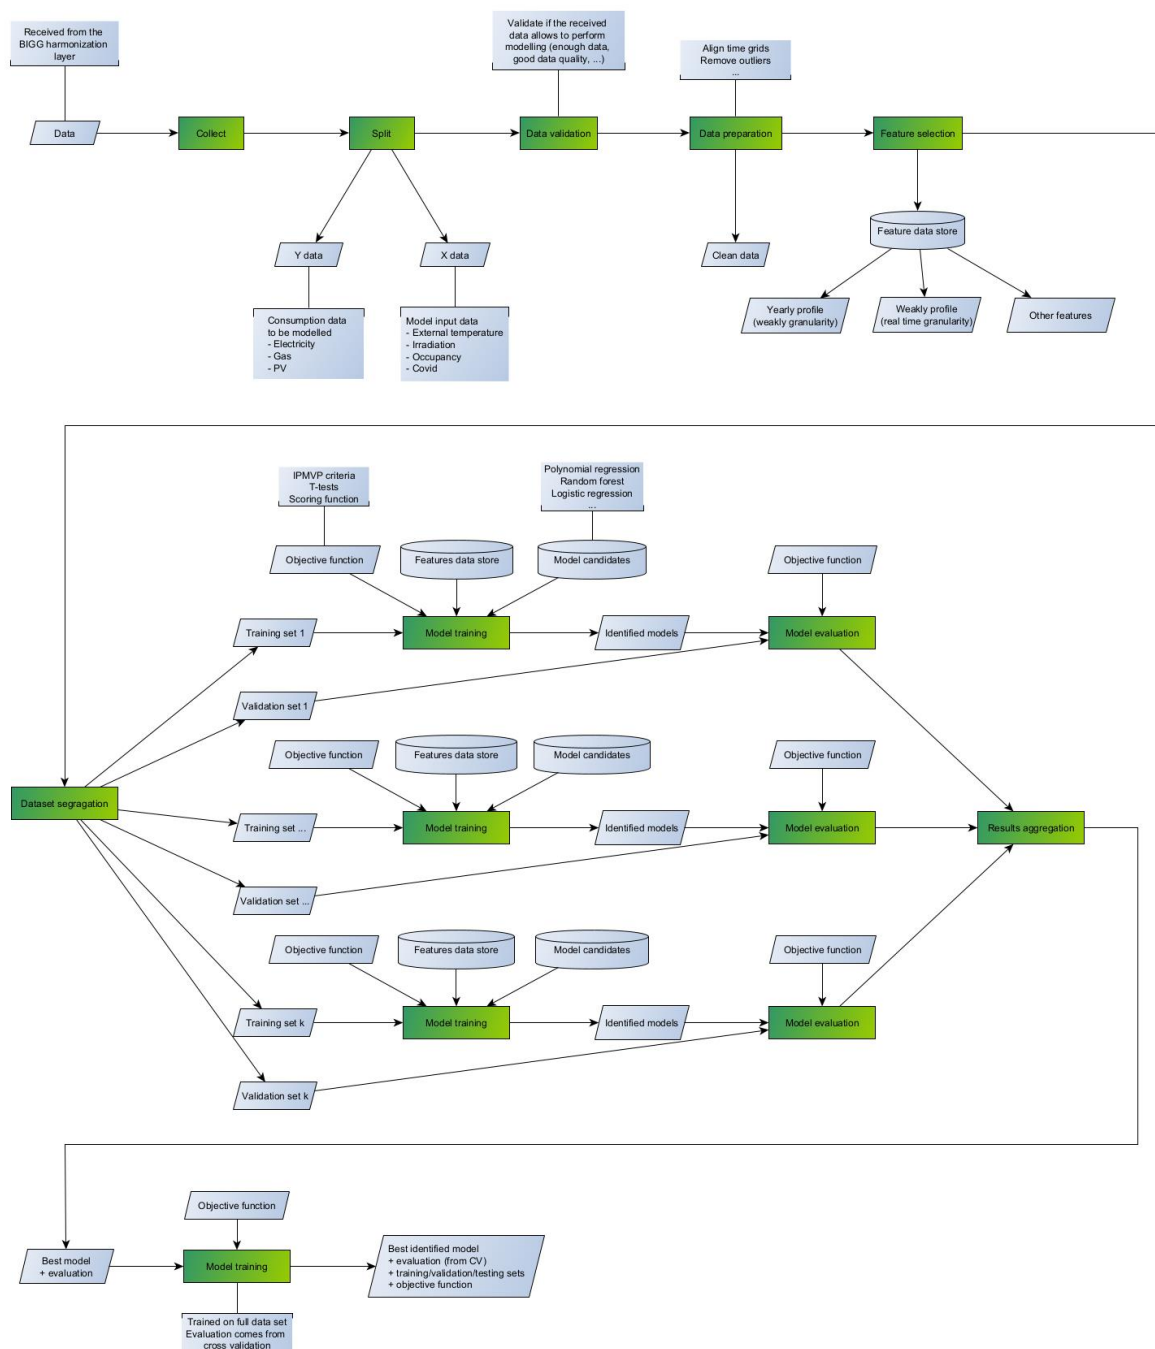 Received from the
BIGG harmonization
layer
Validate if the received
data allows to perform
modelling (enough data,
good data quality, ...)
Align time grids
Remove outliers
...
Data
Collect
Split
Data validation
Data preparation
Feature selection
Y data
X data
Clean data
Feature data store
Consumption data
to be modelled
- Electricity
- Gas
- PV
Model input data
- External temperature
- Irradiation
- Occupancy
- Covid
Yearly profile
(weakly granularity)
Weakly profile
(real time granularity)
Other features
IPMVP criteria
T-tests
Scoring function
Polynomial regression
Random forest
Logistic regression
...
Objective function
Features data store
Model candidates
Objective function
Training set 1
Model training
Identified models
Model evaluation
Validation set 1
Objective function
Features data store
Model candidates
Objective function
Dataset segragation
Training set ...
Model training
Identified models
Model evaluation
Results aggregation
Validation set ...
Objective function
Features data store
Model candidates
Objective function
Training set k
Model training
Identified models
Model evaluation
Validation set k
Objective function
Best model
+ evaluation
Model training
Best identified model
+ evaluation (from CV)
+ training/validation/testing sets
+ objective function
Trained on full data set
Evaluation comes from
cross validation